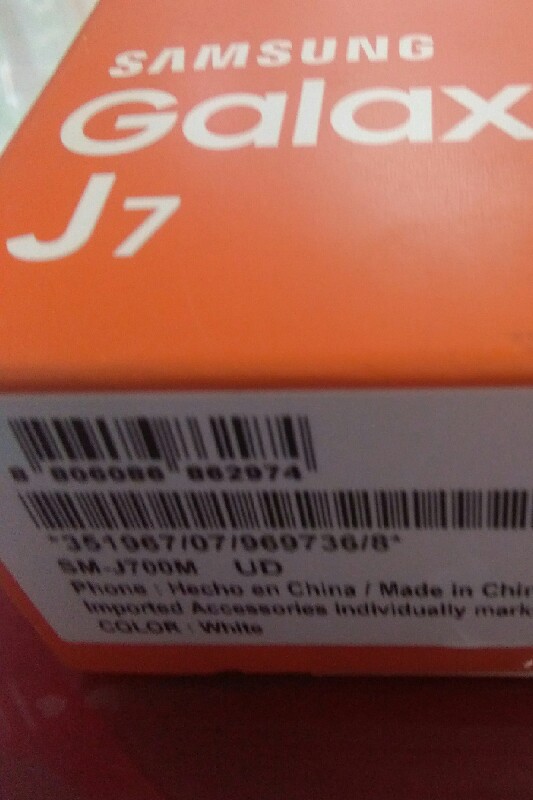 SAMSUNG
Galax
J7
8 806086 862974
*351967/07/969736/8*
SM-J700M UD
Phone : Hecho en China / Made in Chin
Imported Accessories Individually mark
COLOR : White